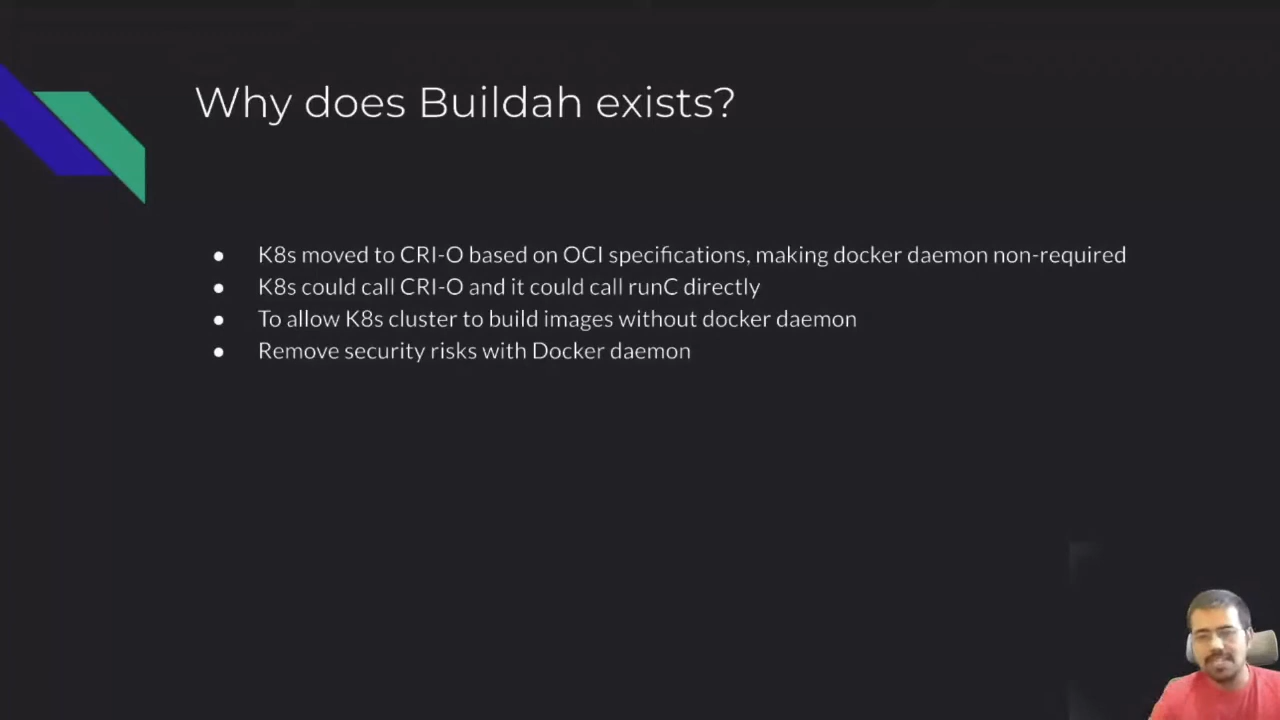 Why does Buildah exists?
● K8s moved to CRI-O based on OCI specifications, making docker daemon non-required
● K8s could call CRI-O and it could call runC directly
● To allow K8s cluster to build images without docker daemon
● Remove security risks with Docker daemon